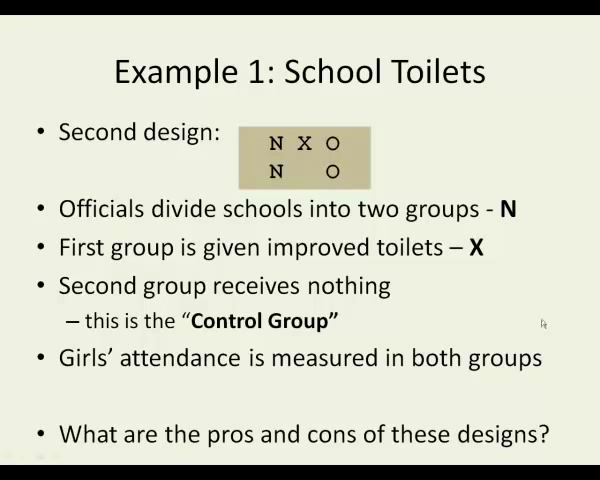 Example 1: School Toilets
• Second design:
N X O
N O
• Officials divide schools into two groups - N
• First group is given improved toilets – X
• Second group receives nothing
– this is the “Control Group”
• Girls’ attendance is measured in both groups
• What are the pros and cons of these designs?